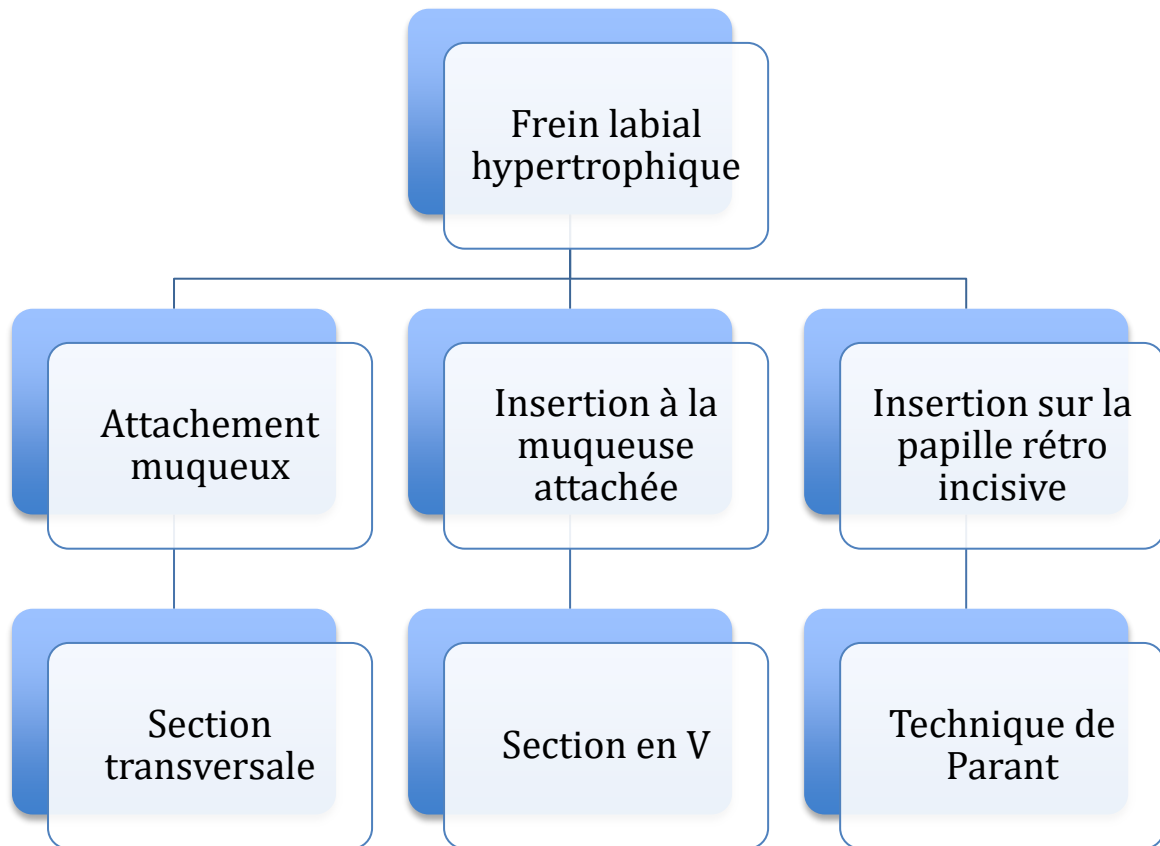 Frein labial
hypertrophique
Attachement
muqueux
Insertion à la
muqueuse
attachée
Insertion sur la
papille rétro
incisive
Section
transversale
Section en V
Technique de
Parant